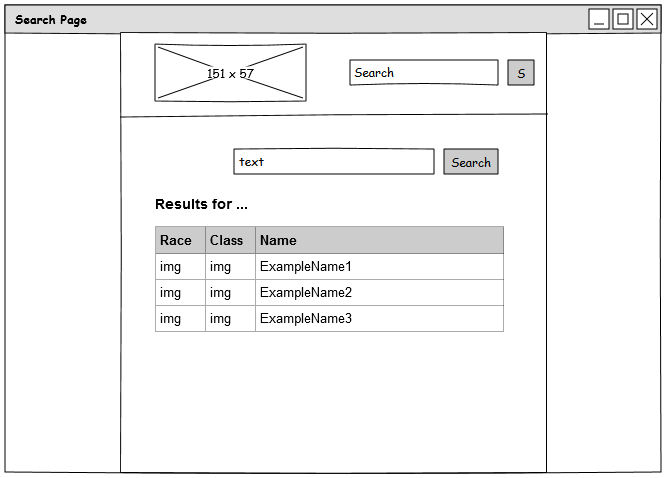 Search Page
151 x 57 Search S
text Search
Results for ...
Race Class Name
img img ExampleName1
img img ExampleName2
img img ExampleName3